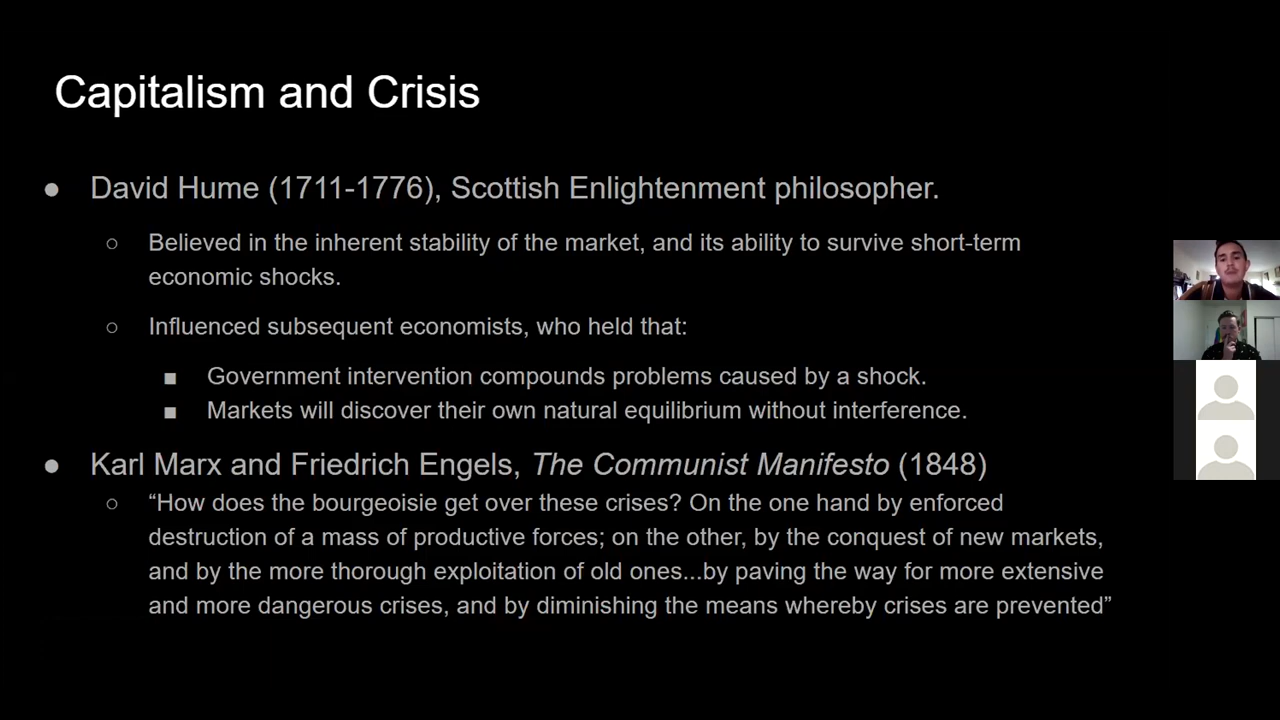 Capitalism and Crisis
● David Hume (1711-1776), Scottish Enlightenment philosopher.
○ Believed in the inherent stability of the market, and its ability to survive short-term
economic shocks.
○ Influenced subsequent economists, who held that:
■ Government intervention compounds problems caused by a shock.
■ Markets will discover their own natural equilibrium without interference.
● Karl Marx and Friedrich Engels, The Communist Manifesto (1848)
○ “How does the bourgeoisie get over these crises? On the one hand by enforced
destruction of a mass of productive forces; on the other, by the conquest of new markets,
and by the more thorough exploitation of old ones...by paving the way for more extensive
and more dangerous crises, and by diminishing the means whereby crises are prevented”